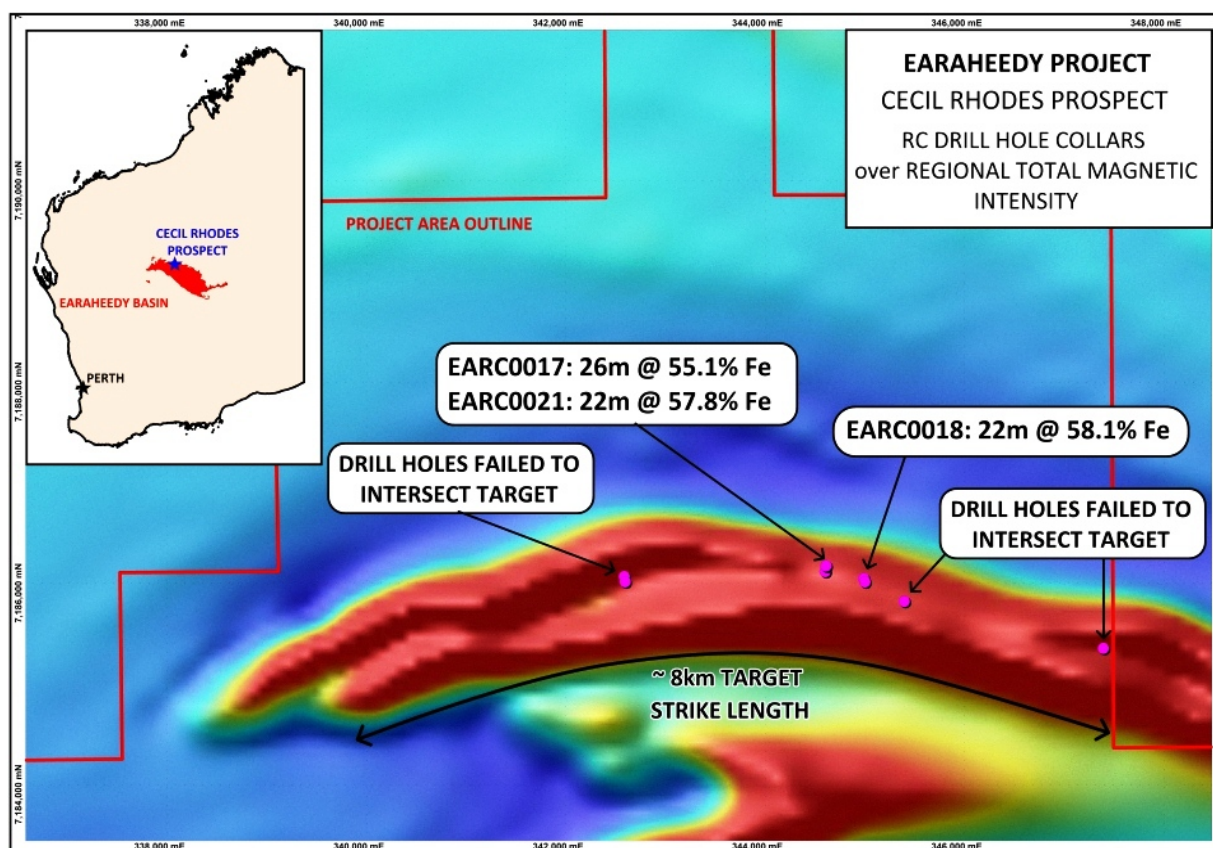 338,000 mE
340,000 mE
342,000 mE
344,000 mE
346,000 mE
348,000 mE
EARAHEEDY PROJECT
CECIL RHODES PROSPECT
RC DRILL HOLE COLLARS
over REGIONAL TOTAL MAGNETIC
INTENSITY
7,190,000 mN
PROJECT AREA OUTLINE
CECIL RHODES
PROSPECT
EARAHEEDY BASIN
PERTH
7,188,000 mN
EARC0017: 26m @ 55.1% Fe
EARC0021: 22m @ 57.8% Fe
EARC0018: 22m @ 58.1% Fe
DRILL HOLES FAILED TO
INTERSECT TARGET
DRILL HOLES FAILED TO
INTERSECT TARGET
7,186,000 mN
~ 8km TARGET
STRIKE LENGTH
7,184,000 mN
338,000 mE
340,000 mE
342,000 mE
344,000 mE
346,000 mE